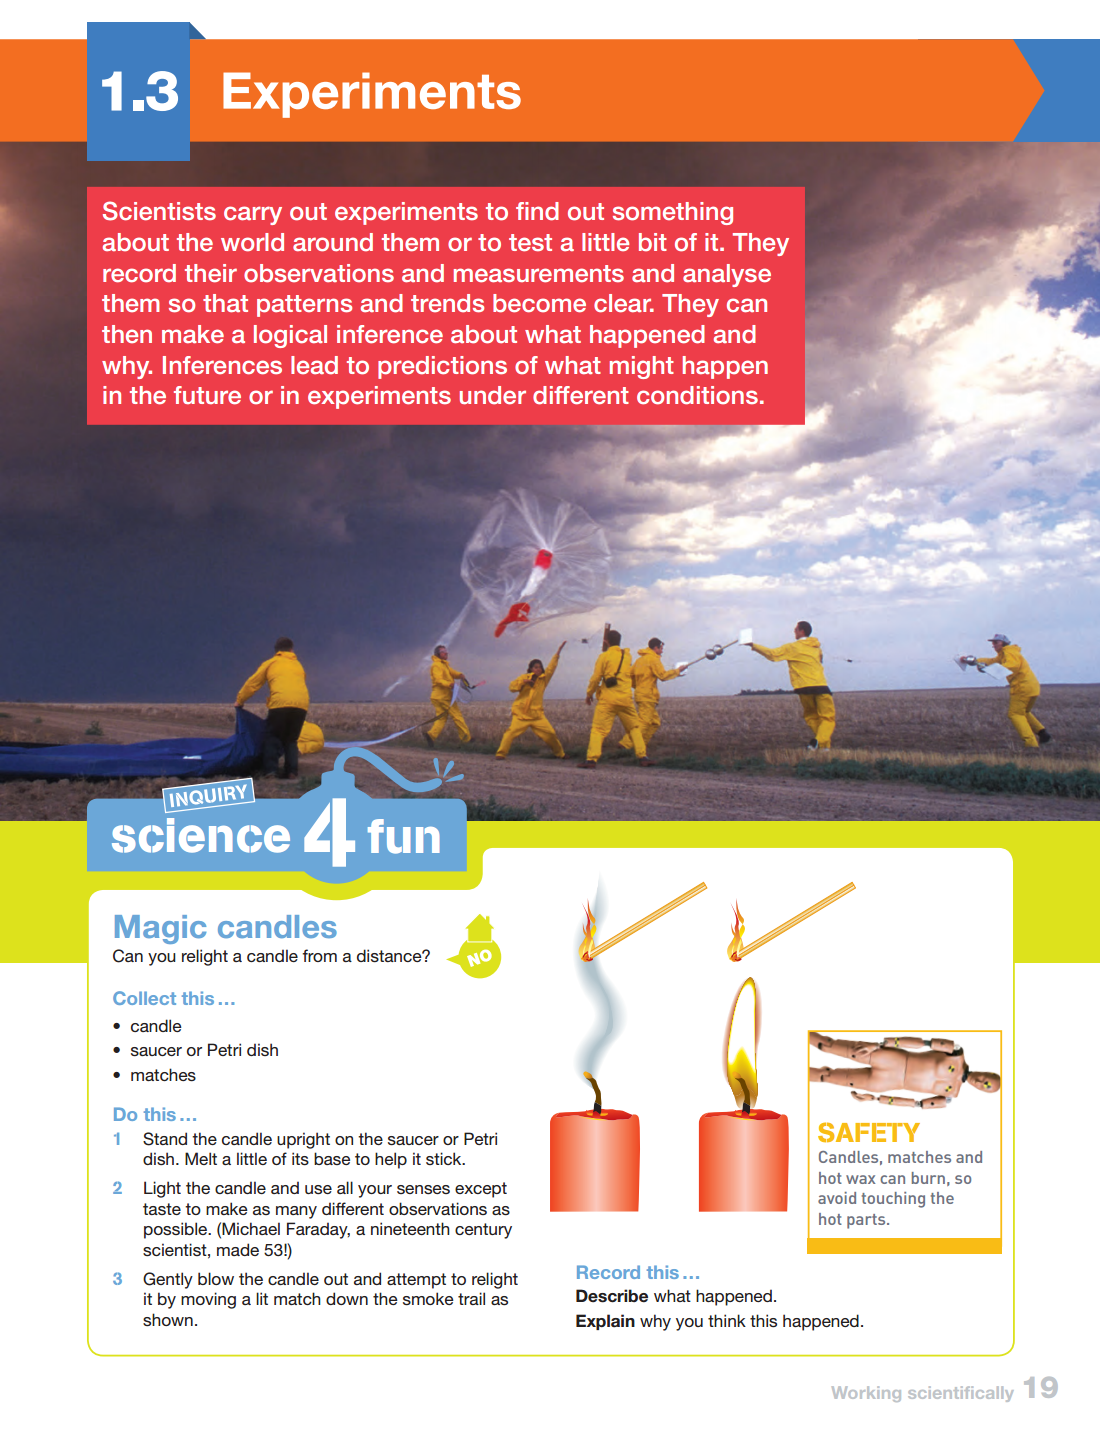 1.3
Experiments
Scientists carry out experiments to find out something
about the world around them or to test a little bit of it. They
record their observations and measurements and analyse
them so that patterns and trends become clear. They can
then make a logical inference about what happened and
why. Inferences lead to predictions of what might happen
in the future or in experiments under different conditions.
INQUIRY
science 4 fun
Magic candles
Can you relight a candle from a distance?
NO
Collect this...
• candle
• saucer or Petri dish
• matches
Do this...
1 Stand the candle upright on the saucer or Petri
dish. Melt a little of its base to help it stick.
2 Light the candle and use all your senses except
taste to make as many different observations as
possible. (Michael Faraday, a nineteenth century
scientist, made 53!)
3 Gently blow the candle out and attempt to relight
it by moving a lit match down the smoke trail as
shown.
SAFETY
Candles, matches and
hot wax can burn, so
avoid touching the
hot parts.
Record this...
Describe what happened.
Explain why you think this happened.
Working scientifically 19